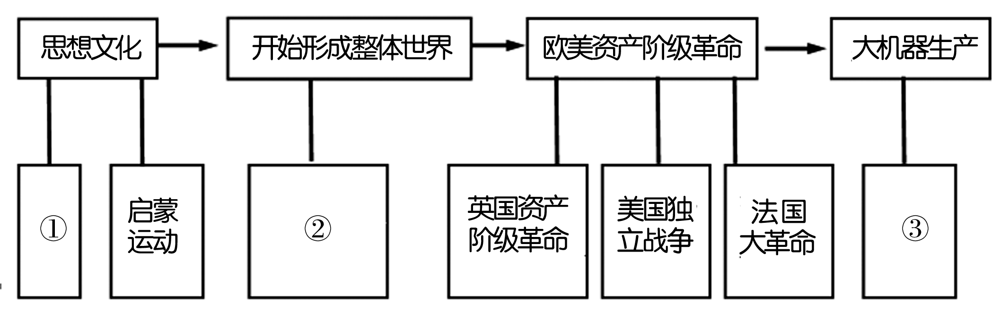 思想文化
开始形成整体世界
欧美资产阶级革命
大机器生产
①
启蒙
运动
②
英国资产
阶级革命
美国独
立战争
法国
大革命
③